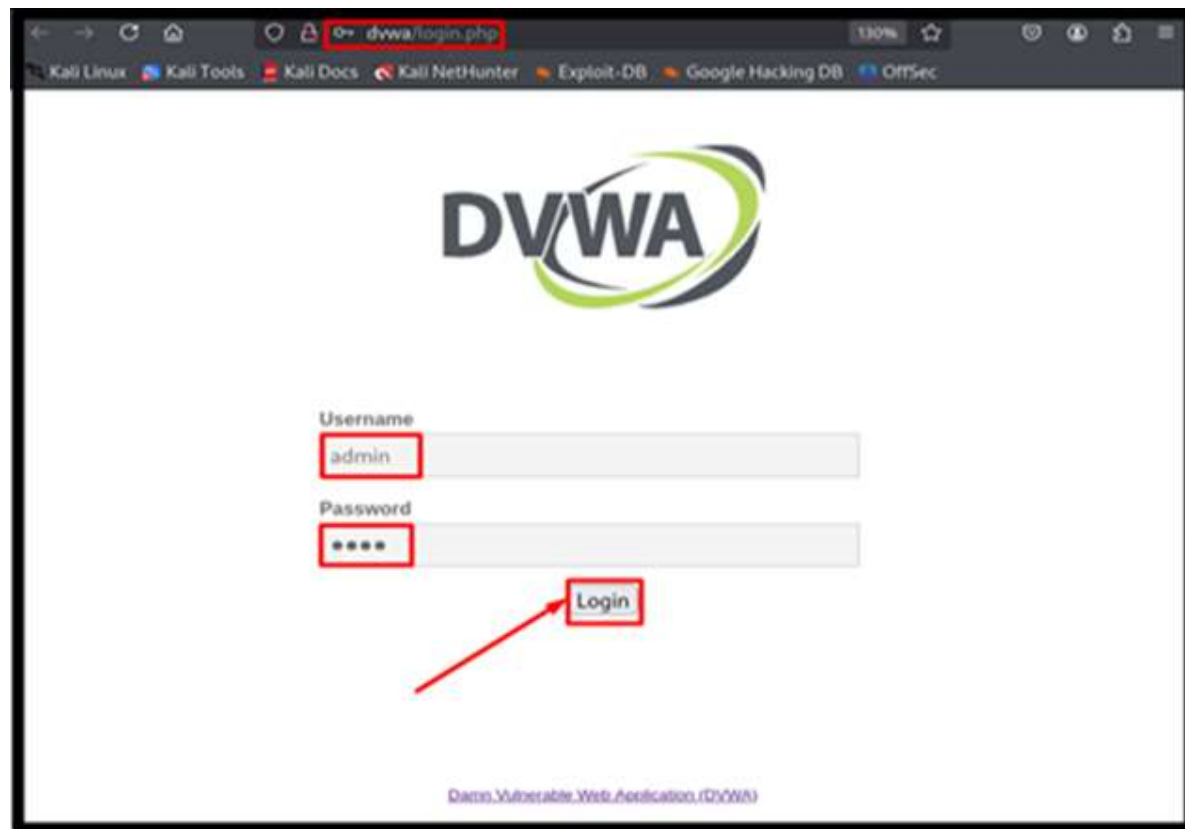 dvwa/login.php 130%
Kali Linux Kali Tools Kali Docs Kali NetHunter Exploit-DB Google Hacking DB OffSec
DVWA
Username
admin
Password
••••
Login
Damn Vulnerable Web Application (DVWA)